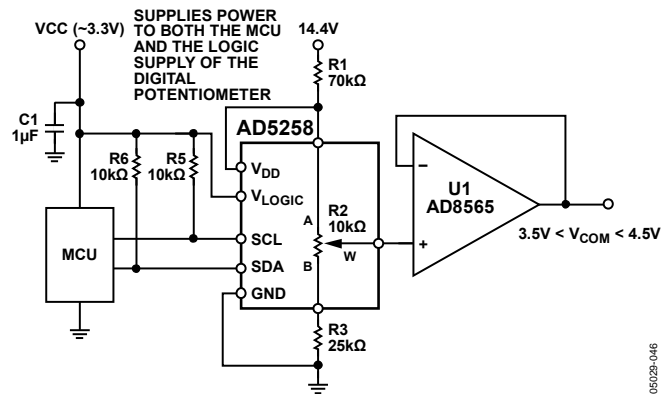 SUPPLIES POWER
TO BOTH THE MCU
AND THE LOGIC
SUPPLY OF THE
DIGITAL
POTENTIOMETER
VCC (~3.3V)
14.4V
R1
70kΩ
C1
1µF
R6
10kΩ
R5
10kΩ
AD5258
VDD
VLOGIC
SCL
SDA
GND
A
R2
10kΩ
B
W
MCU
R3
25kΩ
–
+
U1
AD8565
3.5V < VCOM < 4.5V
05029-046